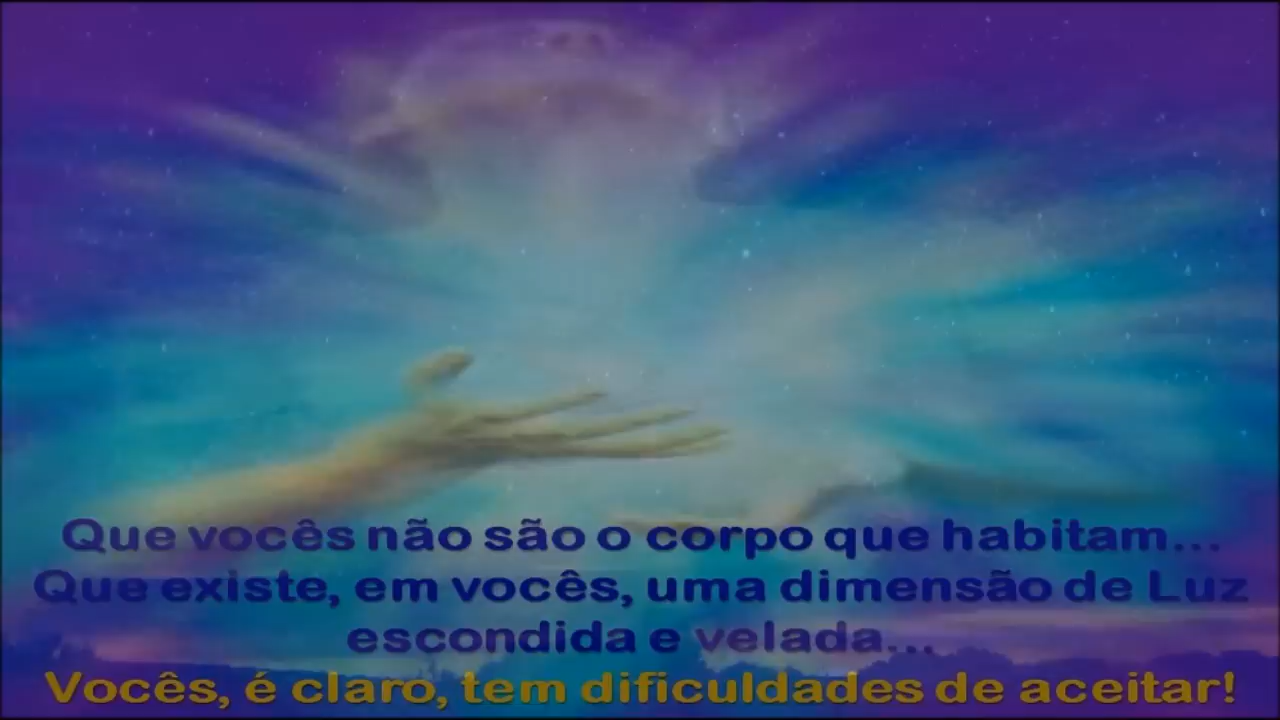 Que vocês não são o corpo que habitam...
Que existe, em vocês, uma dimensão de Luz
escondida e velada...
Vocês, é claro, tem dificuldades de aceitar!